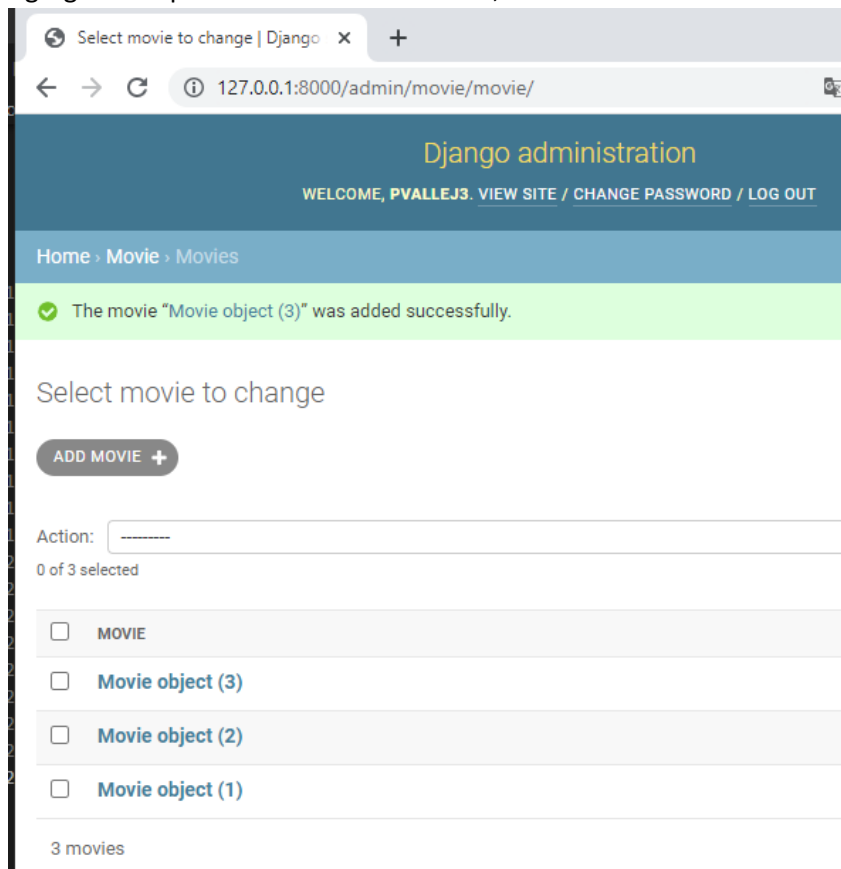 Select movie to change | Django
127.0.0.1:8000/admin/movie/movie/
Django administration
WELCOME, PVALLEJ3. VIEW SITE / CHANGE PASSWORD / LOG OUT
Home › Movie › Movies
The movie “Movie object (3)” was added successfully.
Select movie to change
ADD MOVIE +
Action: ---------
0 of 3 selected
MOVIE
Movie object (3)
Movie object (2)
Movie object (1)
3 movies